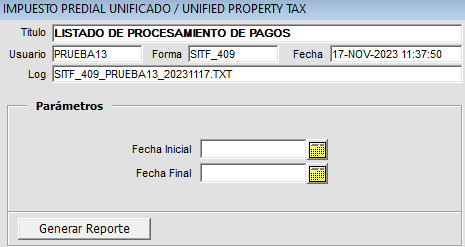 IMPUESTO PREDIAL UNIFICADO / UNIFIED PROPERTY TAX
Título LISTADO DE PROCESAMIENTO DE PAGOS
Usuario PRUEBA13 Forma SITF_409 Fecha 17-NOV-2023 11:37:50
Log SITF_409_PRUEBA13_20231117.TXT
Parámetros
Fecha Inicial
Fecha Final
Generar Reporte